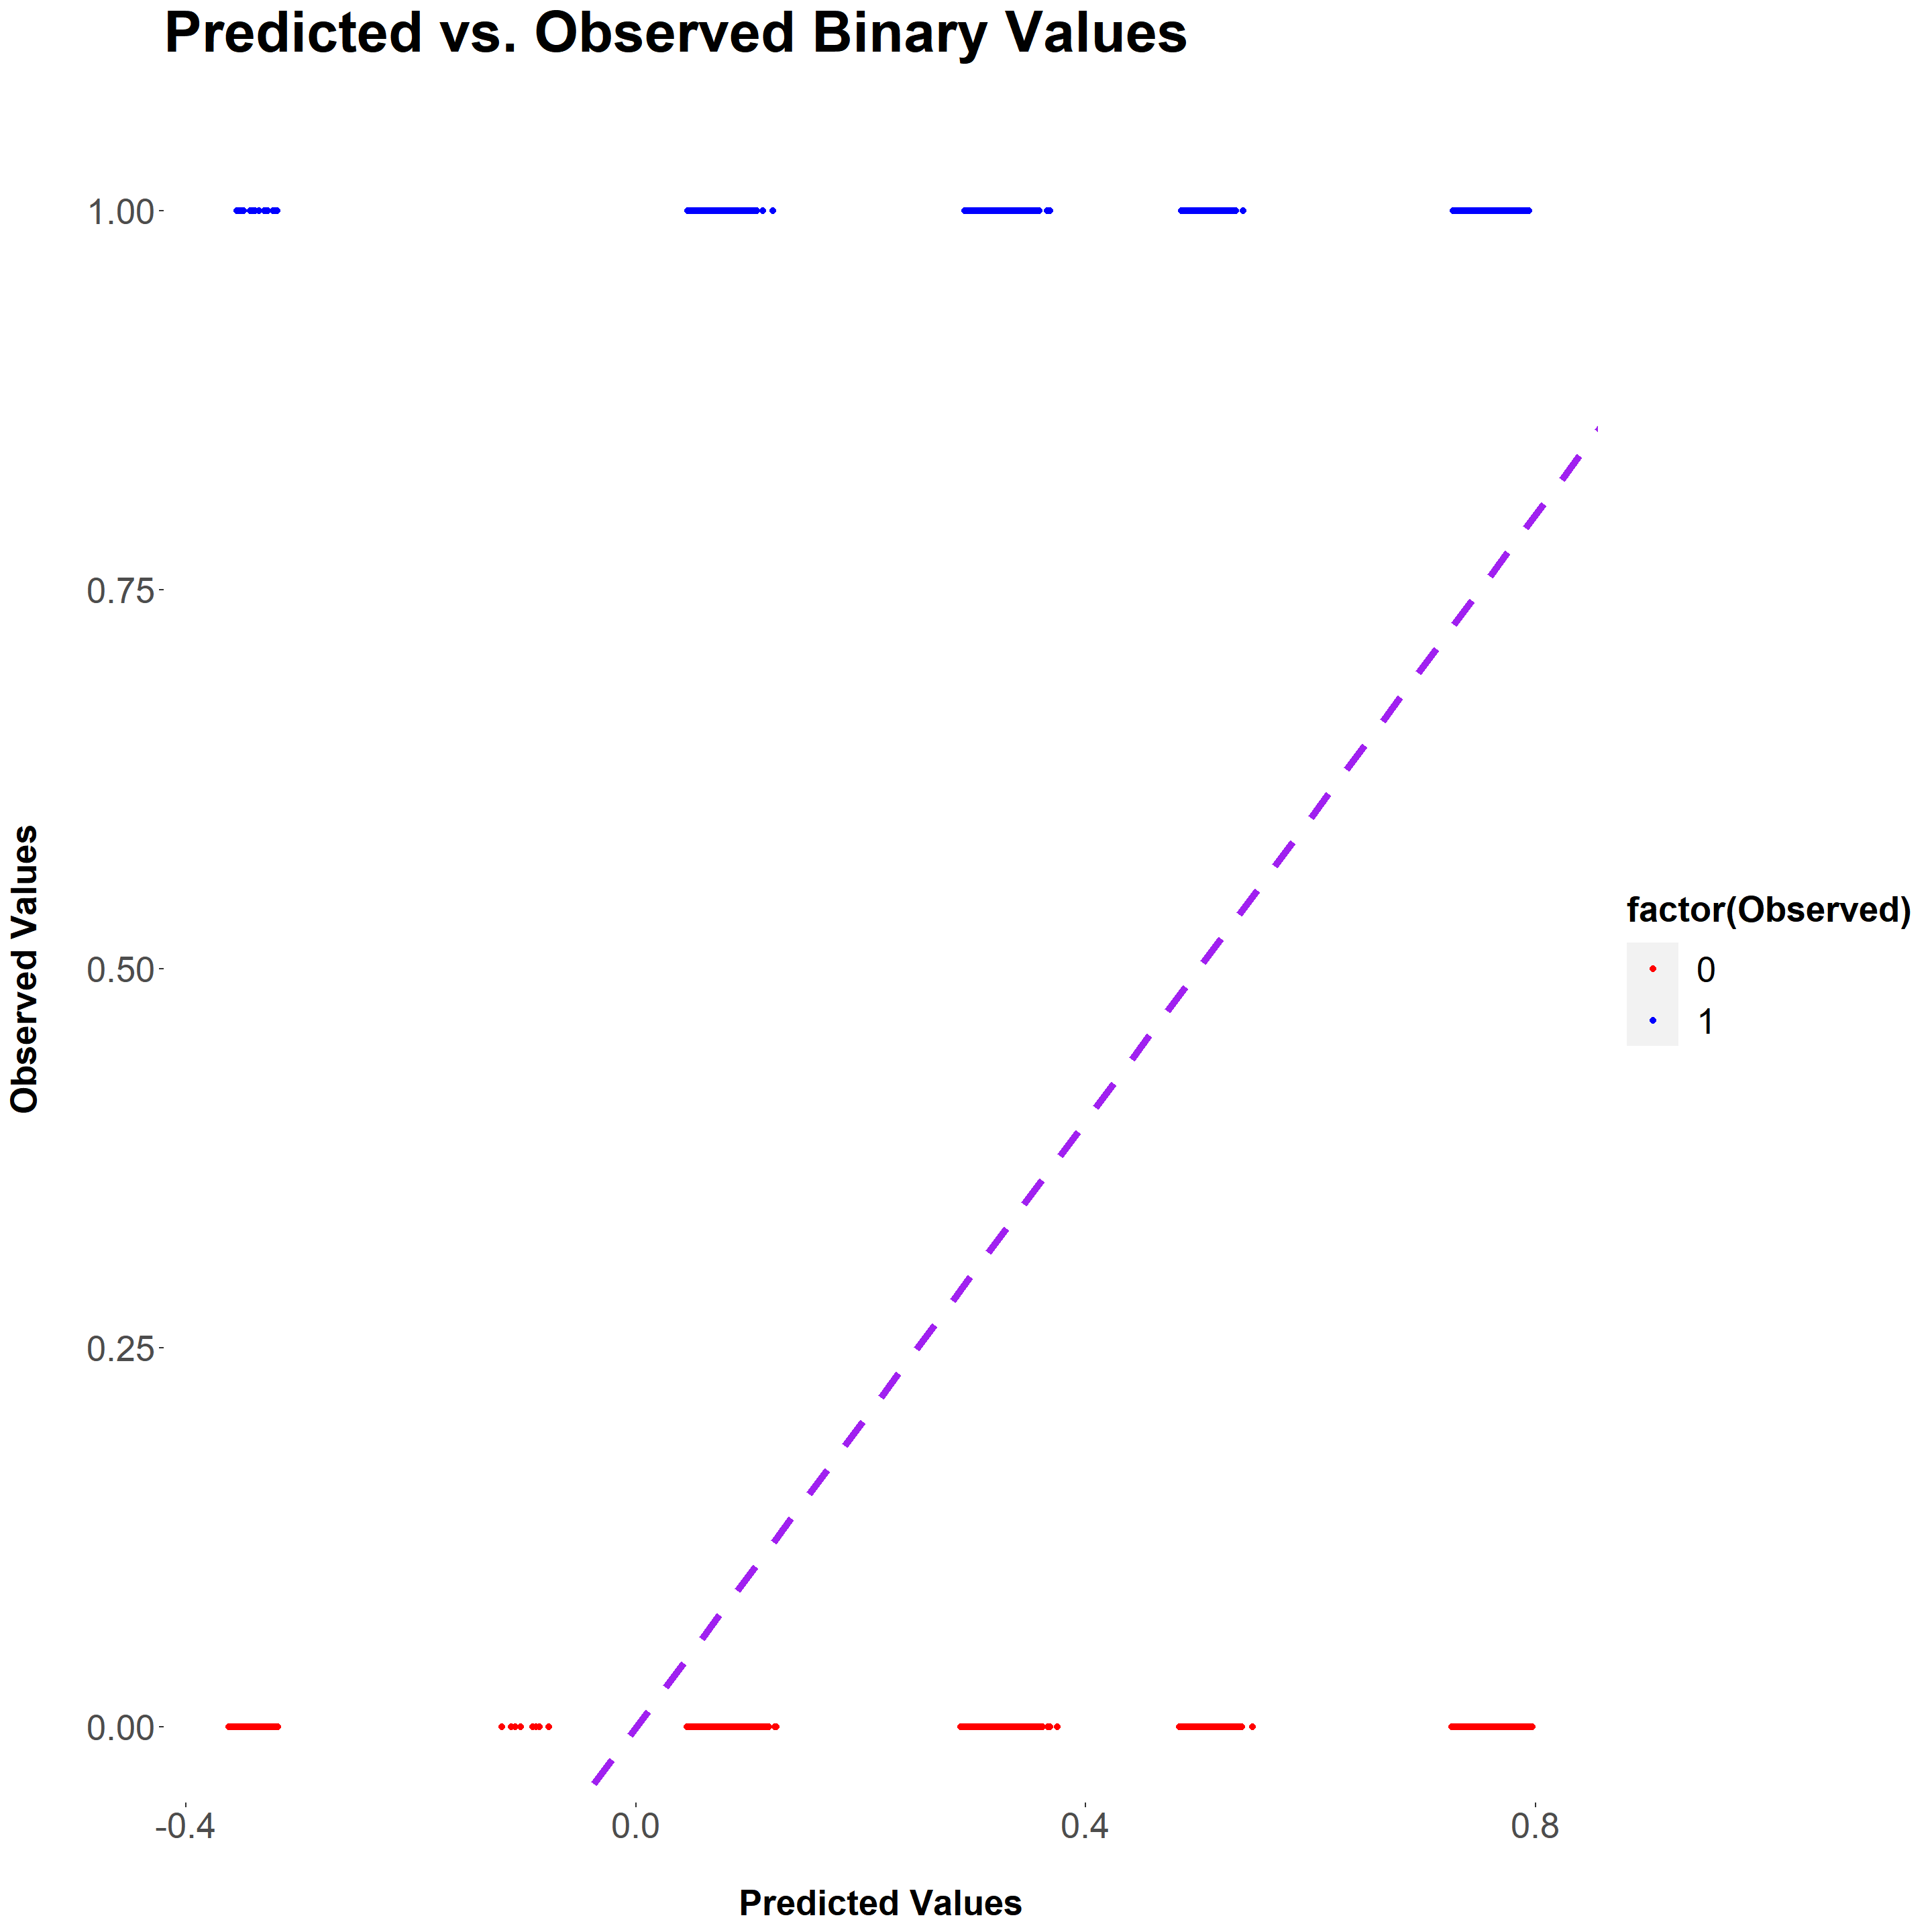 Predicted vs. Observed Binary Values
1.00
0.75
0.50
0.25
0.00
Observed Values
-0.4
0.0
0.4
0.8
Predicted Values
factor(Observed)
0
1